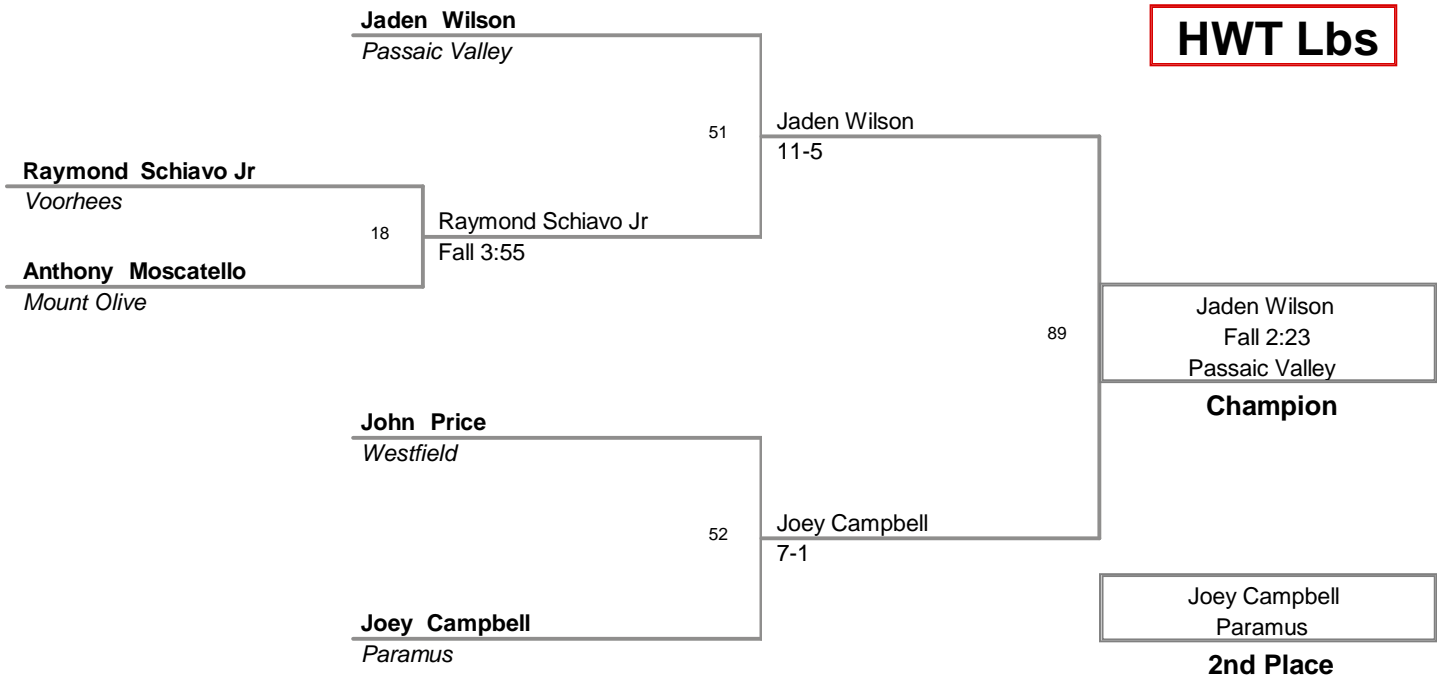 Jaden Wilson
Passaic Valley
HWT Lbs
51
Jaden Wilson
11-5
Raymond Schiavo Jr
Voorhees
18
Raymond Schiavo Jr
Fall 3:55
Anthony Moscatello
Mount Olive
89
Jaden Wilson
Fall 2:23
Passaic Valley
Champion
John Price
Westfield
52
Joey Campbell
7-1
Joey Campbell
Paramus
Joey Campbell
Paramus
2nd Place